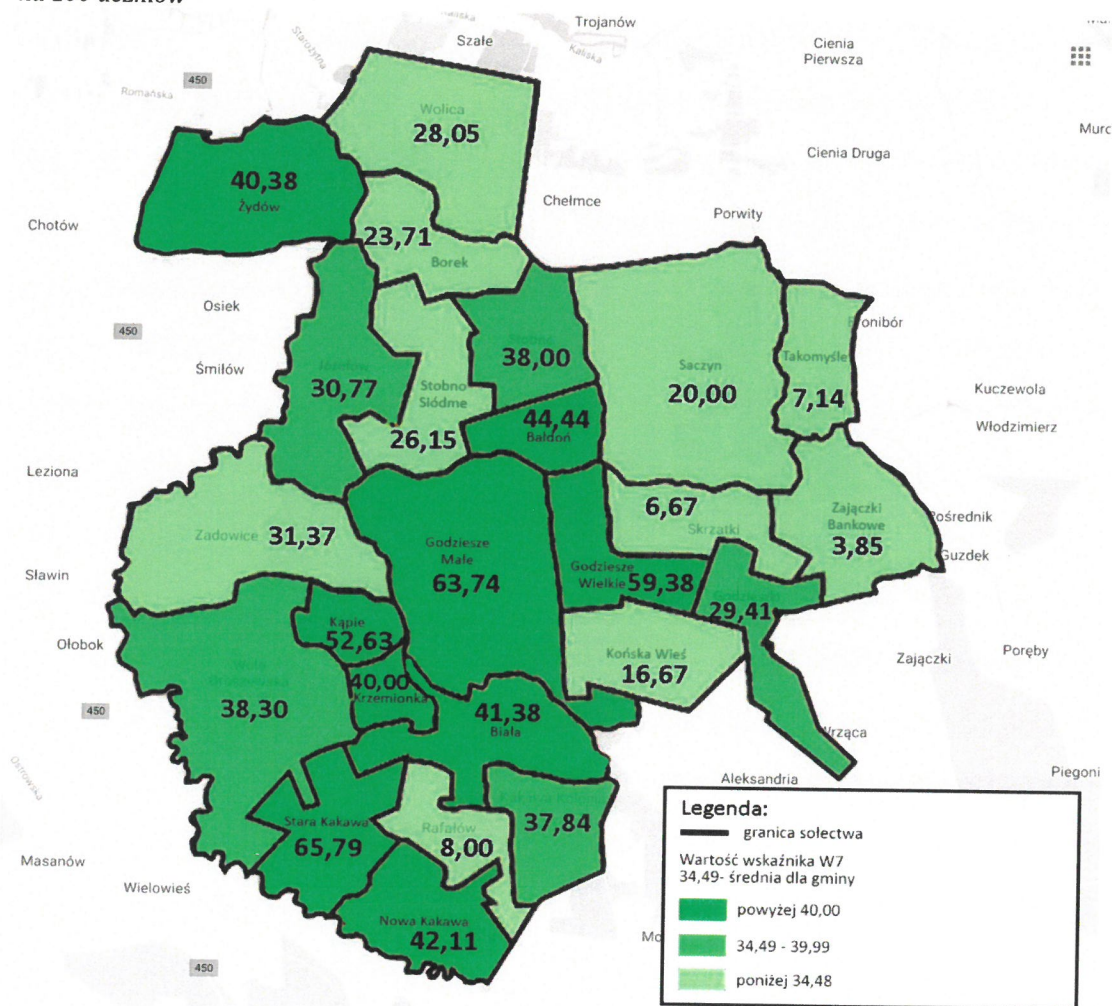 Trojanów
Szałe
Kaliska
Starożytna
Cienia
Pierwsza
450
Romańska
Wolica
28,05
Muro
Cienia Druga
40,38
Żydów
Chełmce
Porwity
Chotów
23,71
Borek
Osiek
450
38,00
Śmiłów
30,77
Stobno
Siódme
Saczyn
20,00
Takomyśle
7,14
Kuczewola
Włodzimierz
44,44
Bałdoń
26,15
Leziona
6,67
Skrzatki
Zajączki
Bankowe
3,85
Pośrednik
Guzdek
Zadowice
31,37
Godziesze
Małe
63,74
Godziesze
Wielkie
59,38
29,41
Sławin
Kąpie
52,63
Ołobok
Końska Wieś
16,67
Zajączki
Poręby
40,00
Krzemionka
38,30
41,38
Biała
450
Ostrowska
Wrząca
Aleksandria
Piegoni
Stara Kakawa
65,79
Rafałów
8,00
37,84
Masanów
Wielowieś
Nowa Kakawa
42,11
450
Legenda:
granica sołectwa
Wartość wskaźnika W7
34,49- średnia dla gminy
powyżej 40,00
34,49 - 39,99
poniżej 34,48